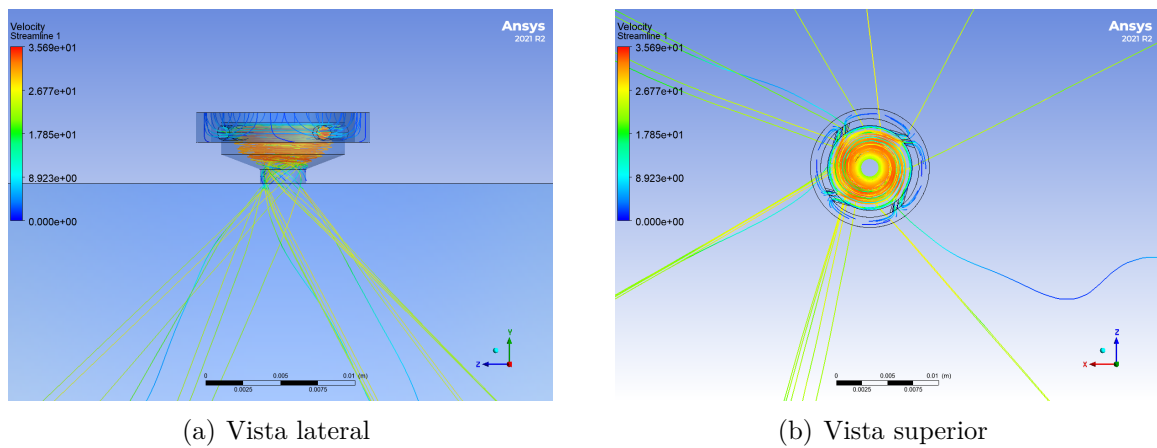 Velocity
Streamline 1
3.569e+01
2.677e+01
1.785e+01
8.923e+00
0.000e+00
Ansys
2021 R2
Y
Z
0
0.005
0.01 (m)
0.0025
0.0075
(a) Vista lateral
Velocity
Streamline 1
3.569e+01
2.677e+01
1.785e+01
8.923e+00
0.000e+00
Ansys
2021 R2
Z
X
0
0.005
0.01 (m)
0.0025
0.0075
(b) Vista superior